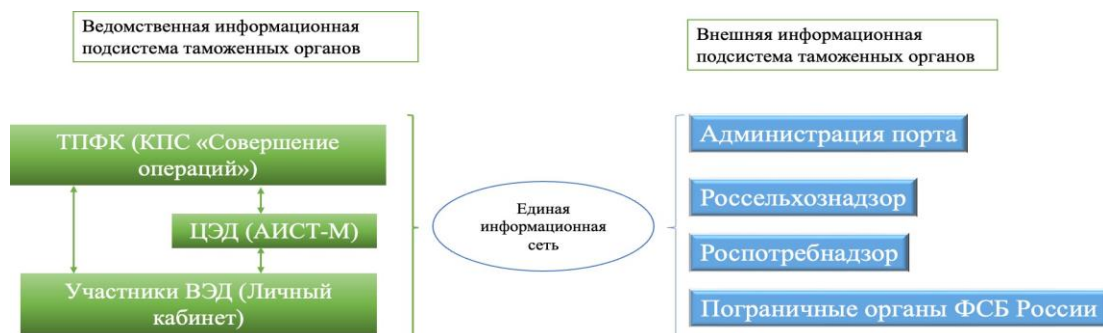 Ведомственная информационная
подсистема таможенных органов
Внешняя информационная
подсистема таможенных органов
ТПФК (КПС «Совершение
операций»)
ЦЭД (АИСТ-М)
Участники ВЭД (Личный
кабинет)
Единая
информационная
сеть
Администрация порта
Россельхознадзор
Роспотребнадзор
Пограничные органы ФСБ России